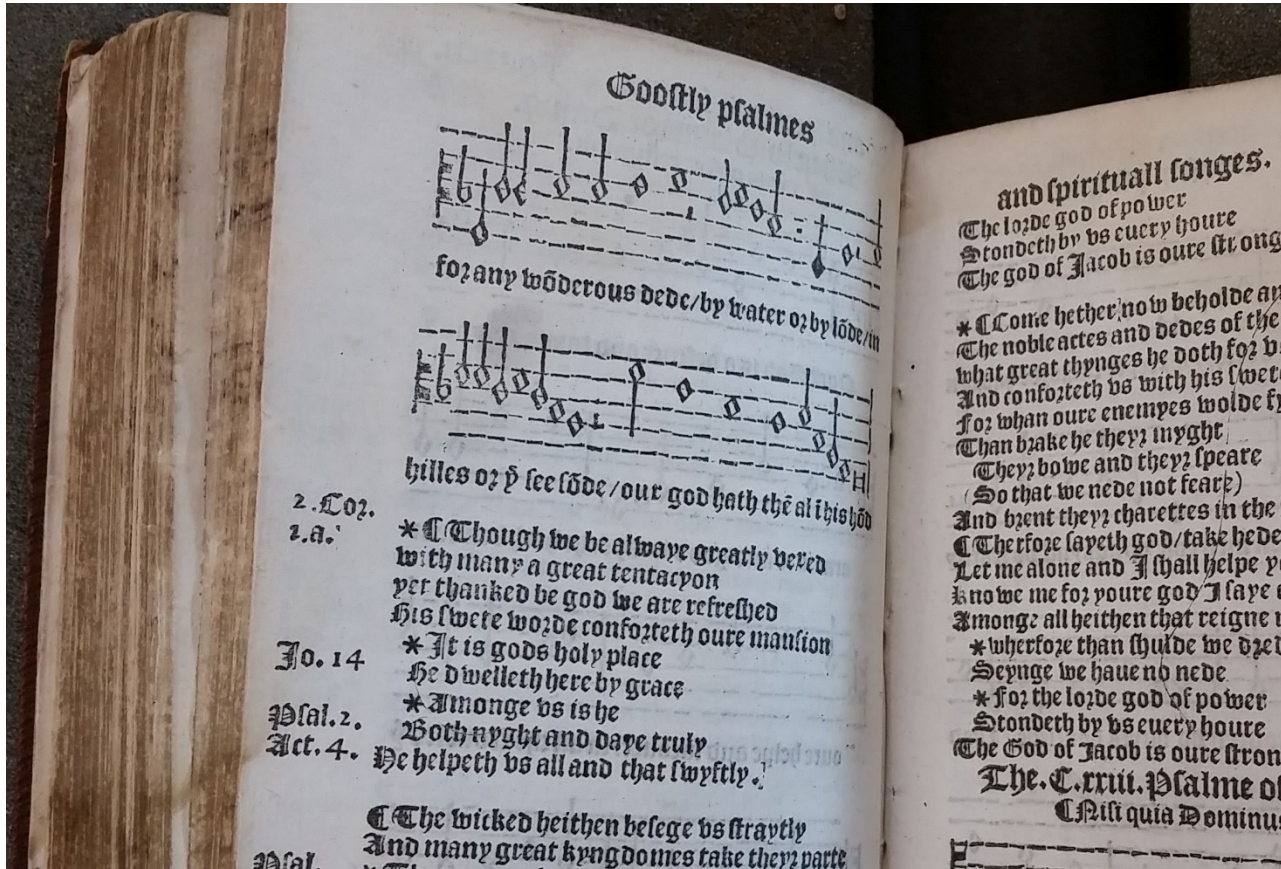 Goostly psalmes
for any wõderous dede/by water or by lõde/in
hilles or ẏ see sõde/our god hath thẽ al ĩ his hõd
2.Cor.
2.a.
*¶Though we be alwaye greatly vexed
with many a great tentacyon
yet thanked be god we are refreshed
His swete worde conforteth oure mansion
*It is gods holy place
Jo. 14
He dwelleth here by grace
*Amonge vs is he
Psal.2.
Both nyght and daye truly
Act. 4.
He helpeth vs all and that swyftly.
¶The wicked heithen besege vs straytly
And many great kyngdomes take theyr parte
Psal.
and spirituall songes.
The lorde god of power
Stondeth by vs euery houre
The god of Jacob is oure strong
*¶Come hether now beholde an
The noble actes and dedes of the
what great thynges he doth for v
And conforteth vs with his swete
For whan oure enemyes wolde fy
Than brake he theyr myght
Theyr bowe and theyr speare
(So that we nede not feare)
And brent theyr charettes in the
¶Therfore sayeth god/take hede
Let me alone and I shall helpe y
knowe me for youre god I saye
Amonge all heithen that reigne
*wherfore than shulde we dre
Seynge we haue no nede
*For the lorde god of power
Stondeth by vs euery houre
The God of Jacob is oure stron
The.C.xxiii.Psalme o
¶Nisi quia Dominus